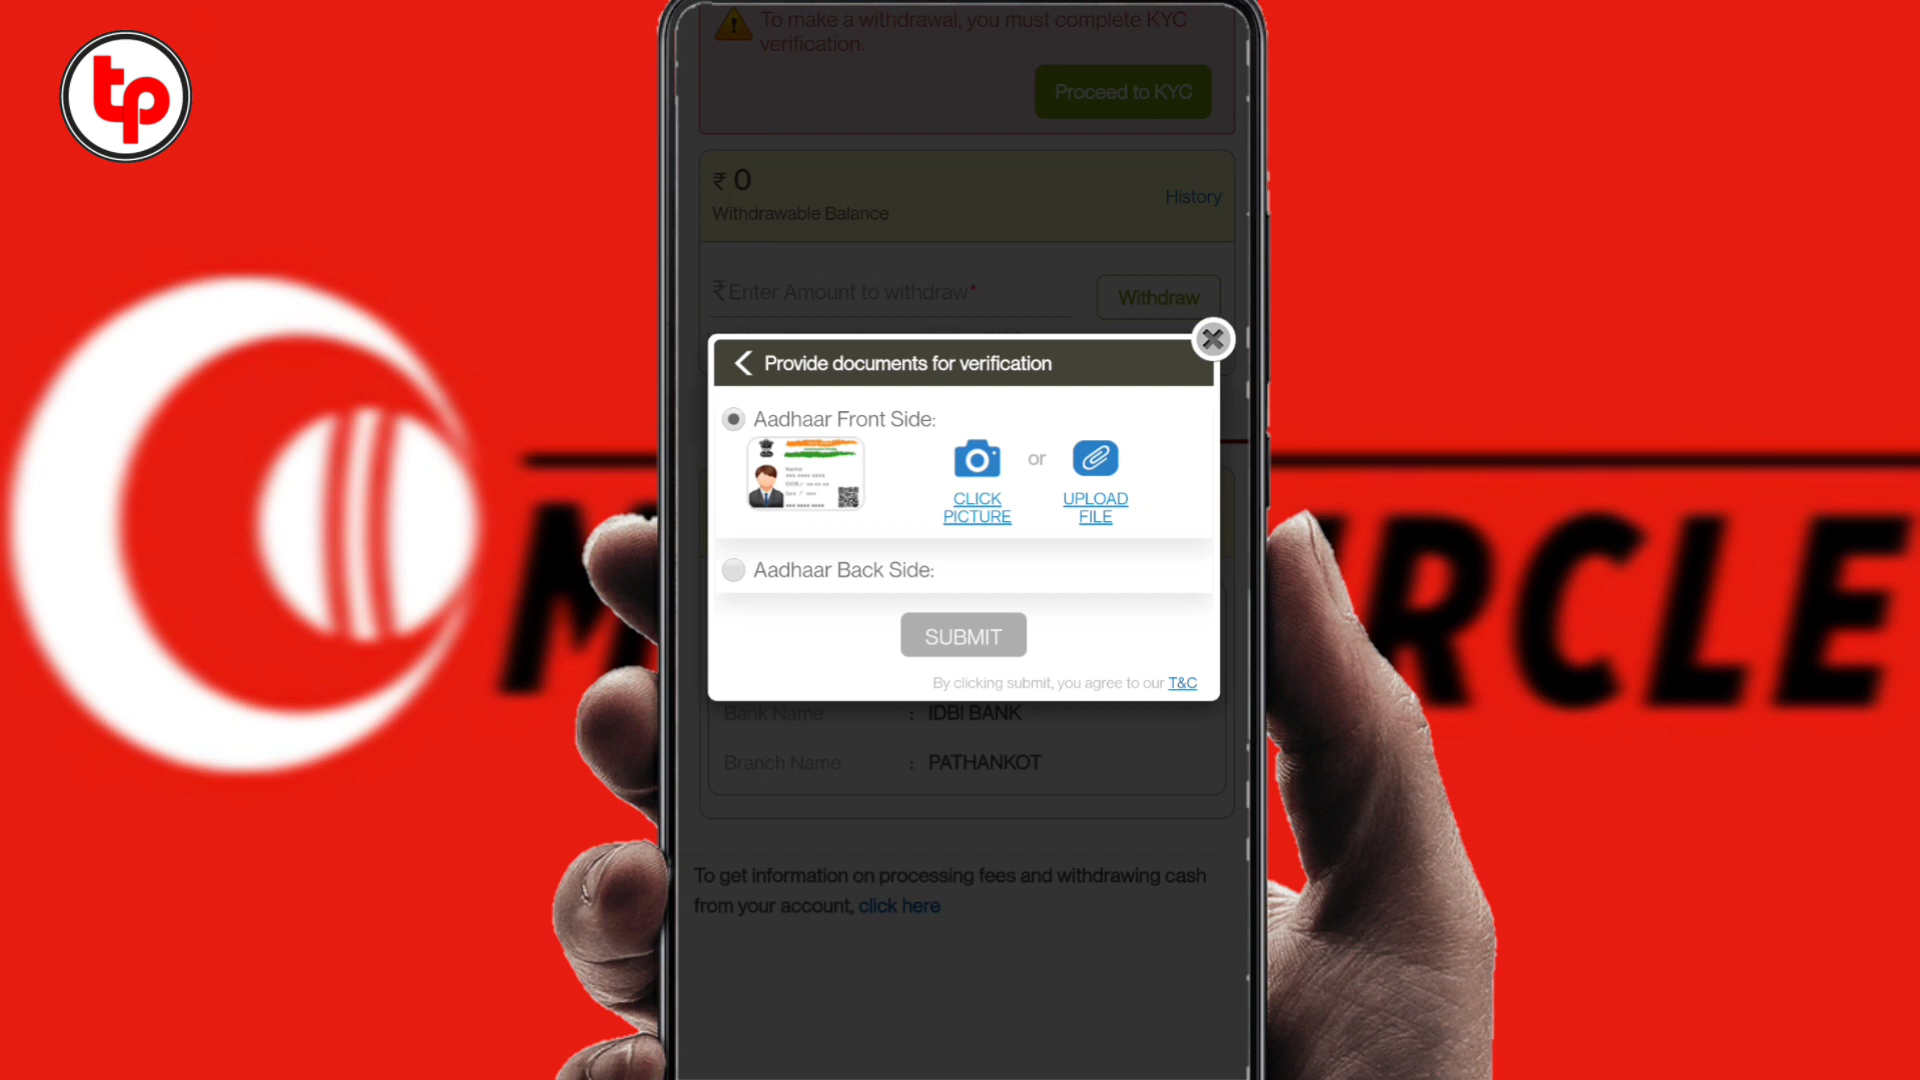 tp
To make a withdrawal, you must complete KYC
verification.
Proceed to KYC
₹ 0
History
Withdrawable Balance
₹ Enter Amount to withdraw*
Withdraw
Provide documents for verification
Aadhaar Front Side:
Name
or
CLICK
PICTURE
UPLOAD
FILE
Aadhaar Back Side:
SUBMIT
By clicking submit, you agree to our T&C
Bank Name : IDBI BANK
Branch Name : PATHANKOT
To get information on processing fees and withdrawing cash
from your account, click here